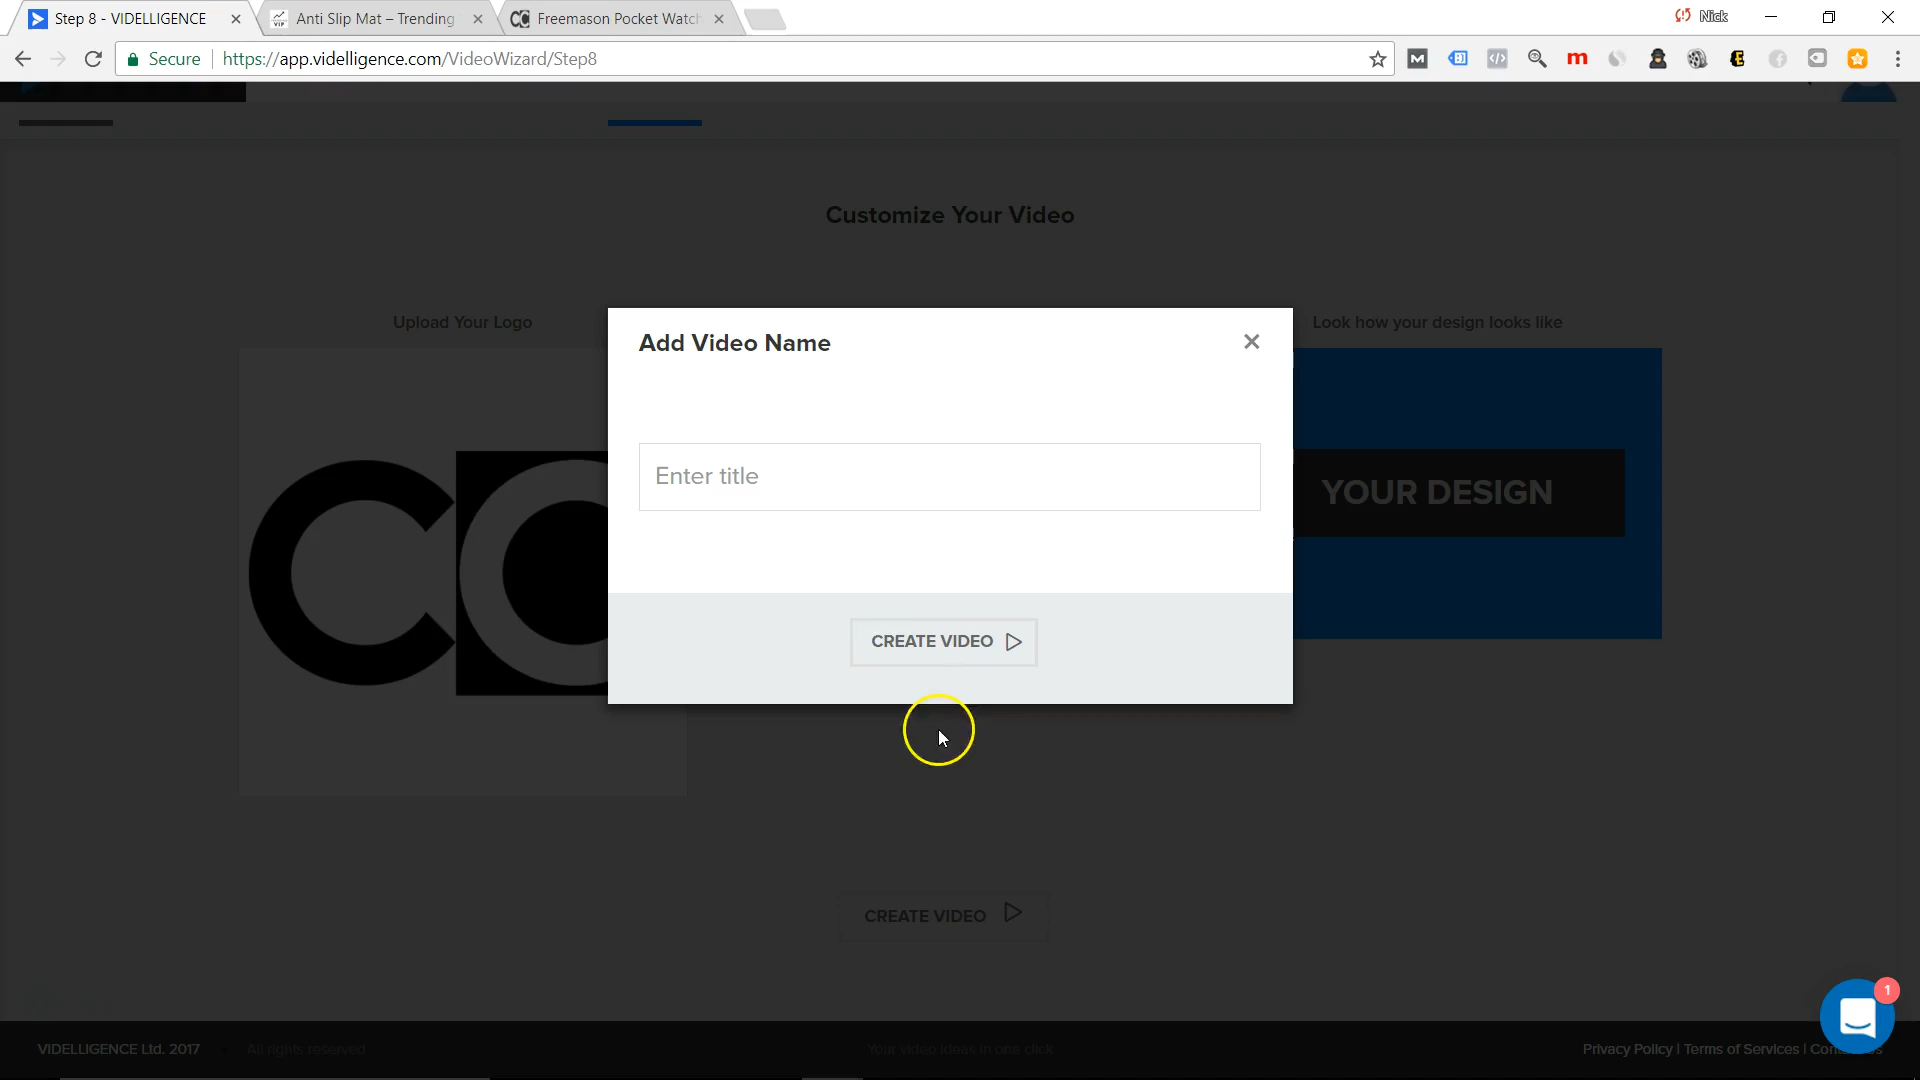 Step 8 - VIDELLIGENCE
Anti Slip Mat – Trending
Freemason Pocket Watch
Nick
Secure
https://app.videlligence.com/VideoWizard/Step8
Customize Your Video
Upload Your Logo
Look how your design looks like
Add Video Name
Enter title
YOUR DESIGN
CREATE VIDEO
CREATE VIDEO
1
VIDELLIGENCE Ltd. 2017
All rights reserved
Your video ideas in one click
Privacy Policy | Terms of Services |